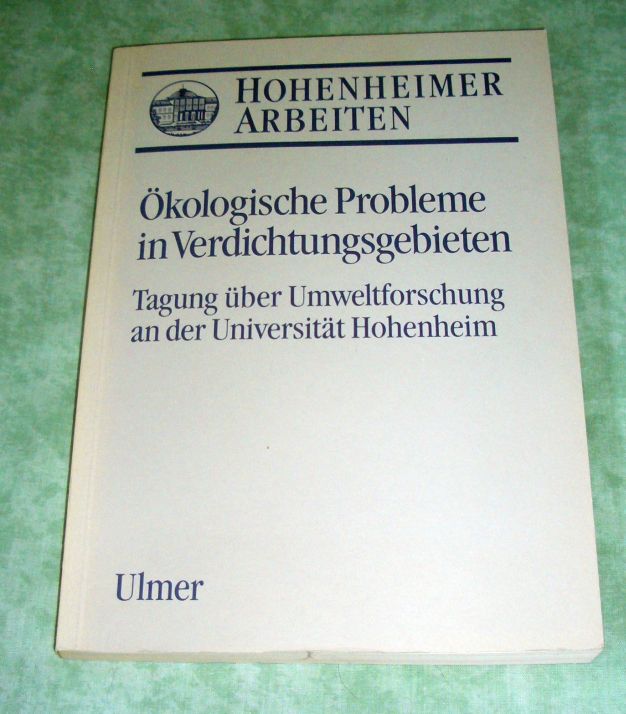 HOHENHEIMER
ARBEITEN
Ökologische Probleme
in Verdichtungsgebieten
Tagung über Umweltforschung
an der Universität Hohenheim
Ulmer